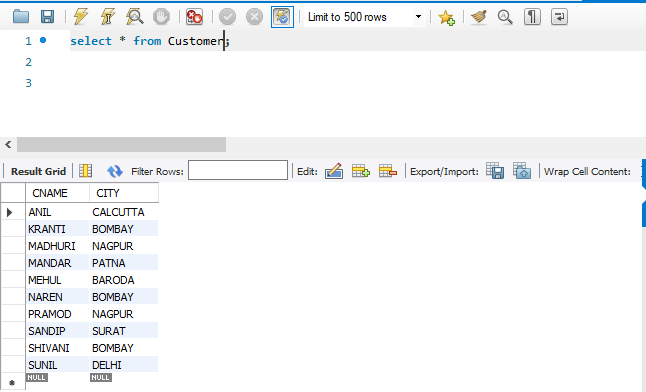 Limit to 500 rows
1 select * from Customer;
2
3
Result Grid Filter Rows: Edit: Export/Import: Wrap Cell Content:
CNAME CITY
ANIL CALCUTTA
KRANTI BOMBAY
MADHURI NAGPUR
MANDAR PATNA
MEHUL BARODA
NAREN BOMBAY
PRAMOD NAGPUR
SANDIP SURAT
SHIVANI BOMBAY
SUNIL DELHI
NULL NULL